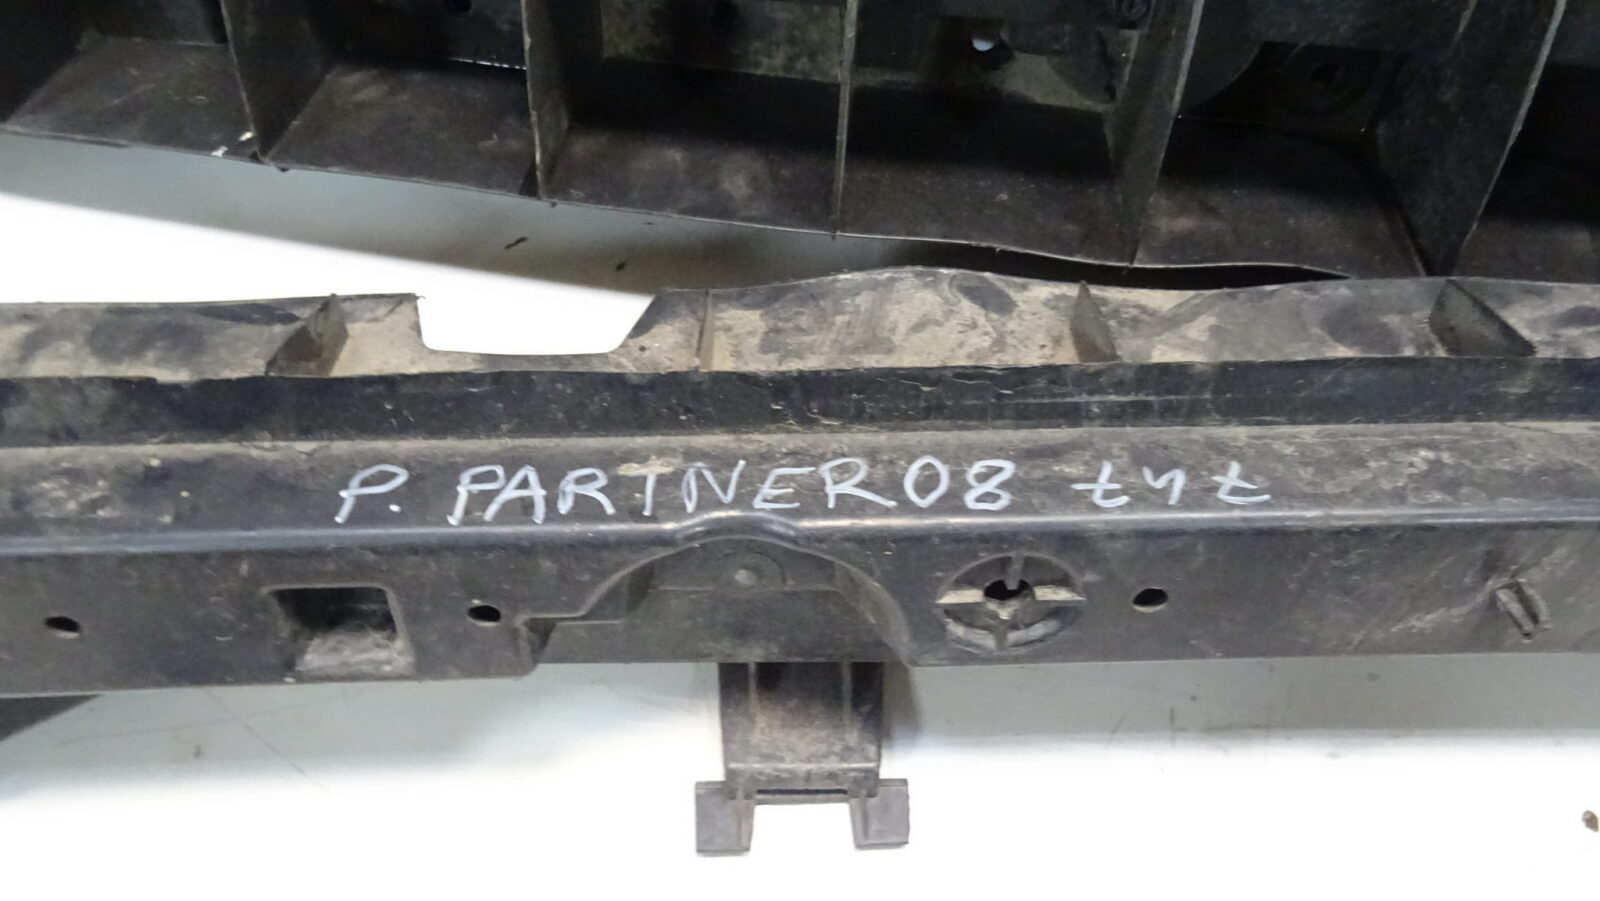 P. PARTNER 08 tył